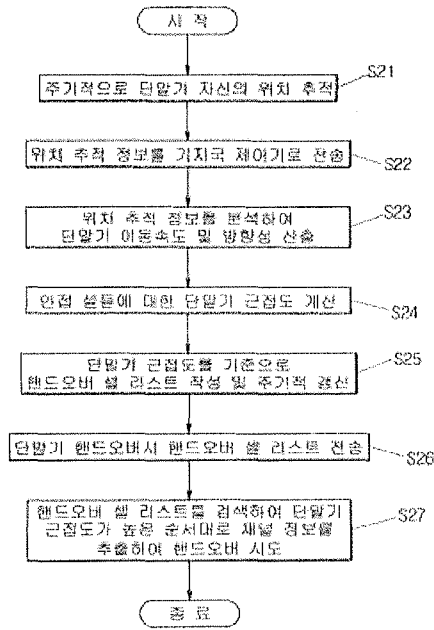 시 작
주기적으로 단말기 자신의 위치 추적
S21
위치 추적 정보를 기지국 제어기로 전송
S22
위치 추적 정보를 분석하여
단말기 이동속도 및 방향성 산출
S23
인접 셀들에 대한 단말기 근접도 계산
S24
단말기 근접도를 기준으로
핸드오버 셀 리스트 작성 및 주기적 갱신
S25
단말기 핸드오버시 핸드오버 셀 리스트 전송
S26
핸드오버 셀 리스트를 검색하여 단말기
근접도가 높은 순서대로 채널 정보를
추출하여 핸드오버 시도
S27
종 료